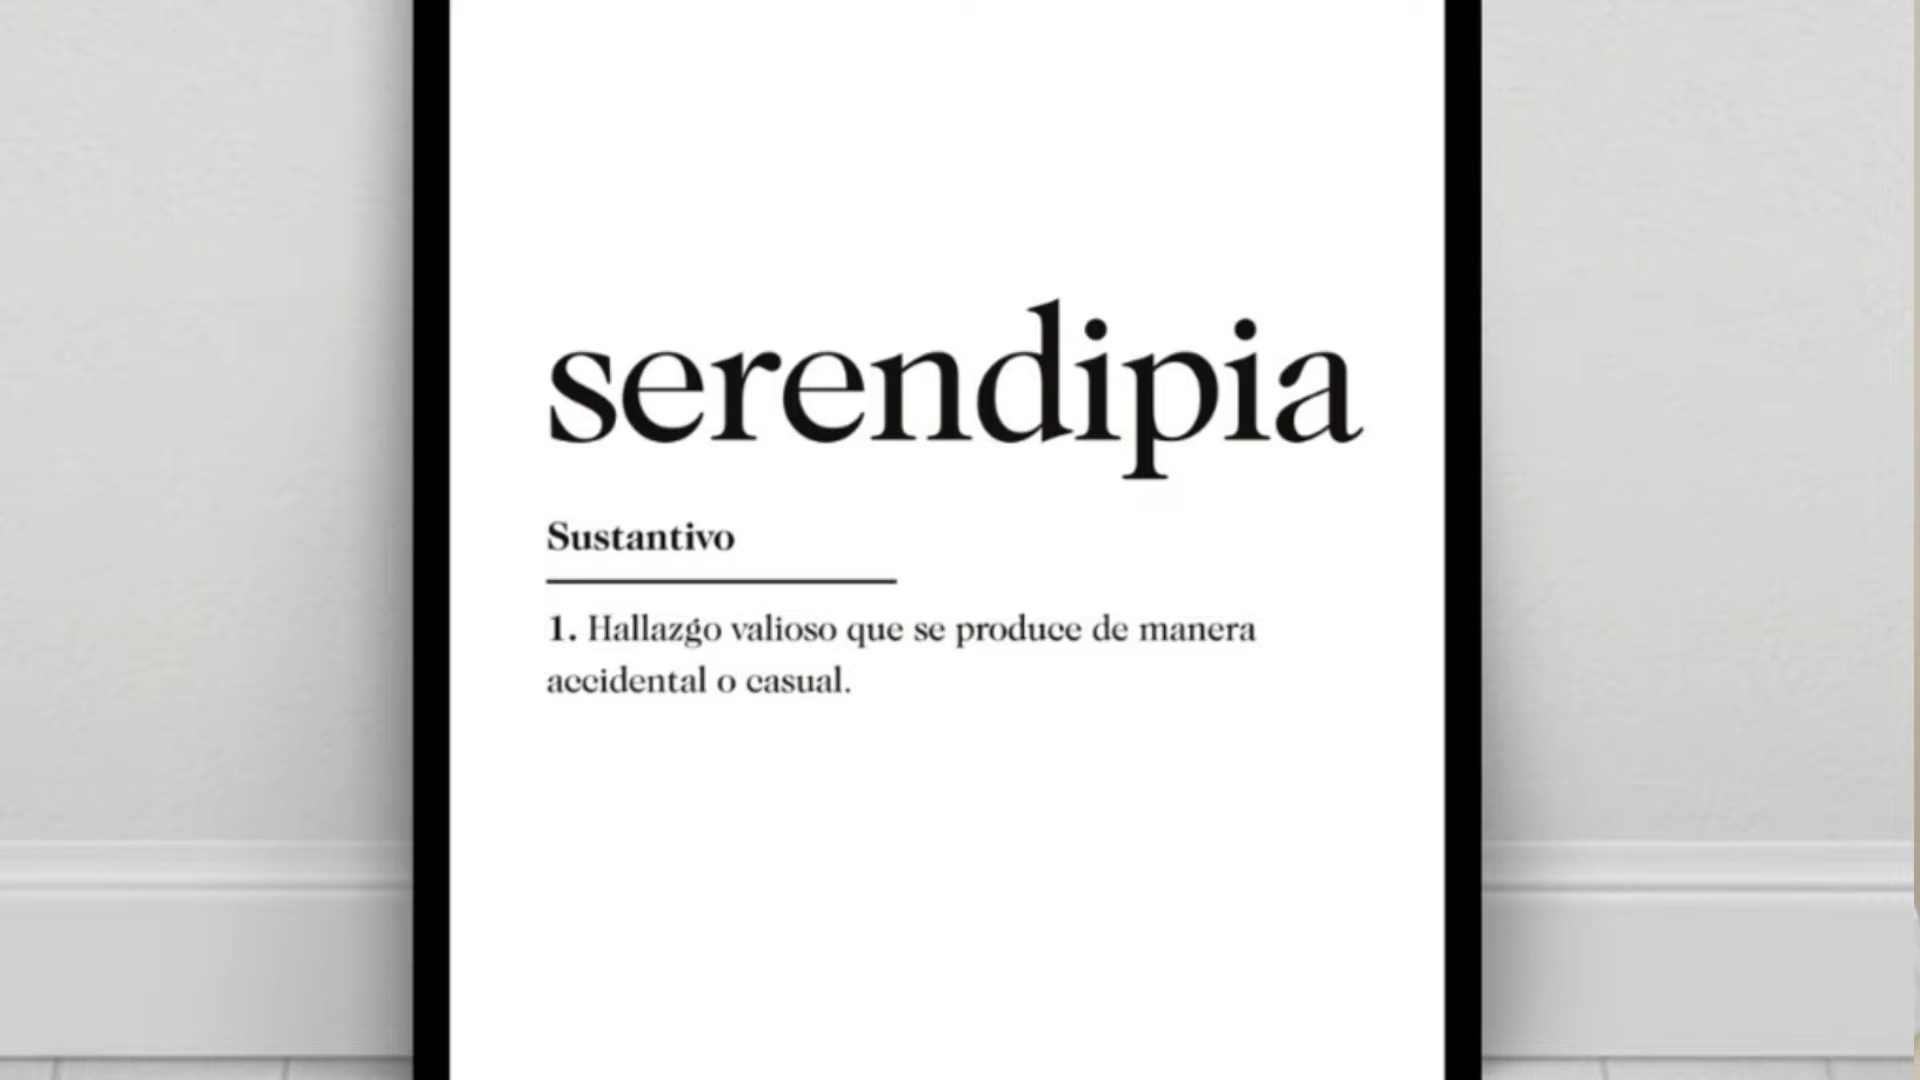 serendipia
Sustantivo
1. Hallazgo valioso que se produce de manera
accidental o casual.